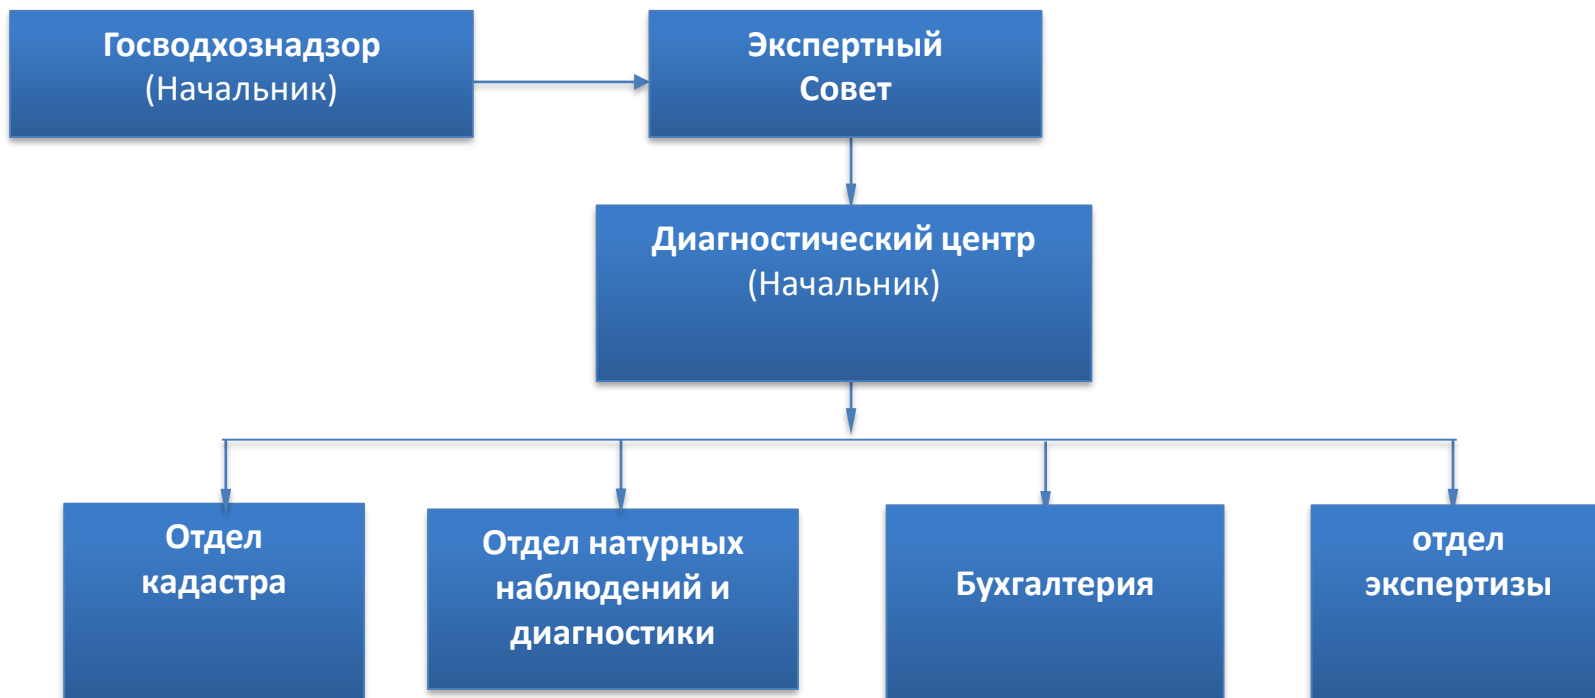 Госводхознадзор
(Начальник)
Экспертный
Совет
Диагностический центр
(Начальник)
Отдел
кадастра
Отдел натурных
наблюдений и
диагностики
Бухгалтерия
отдел
экспертизы